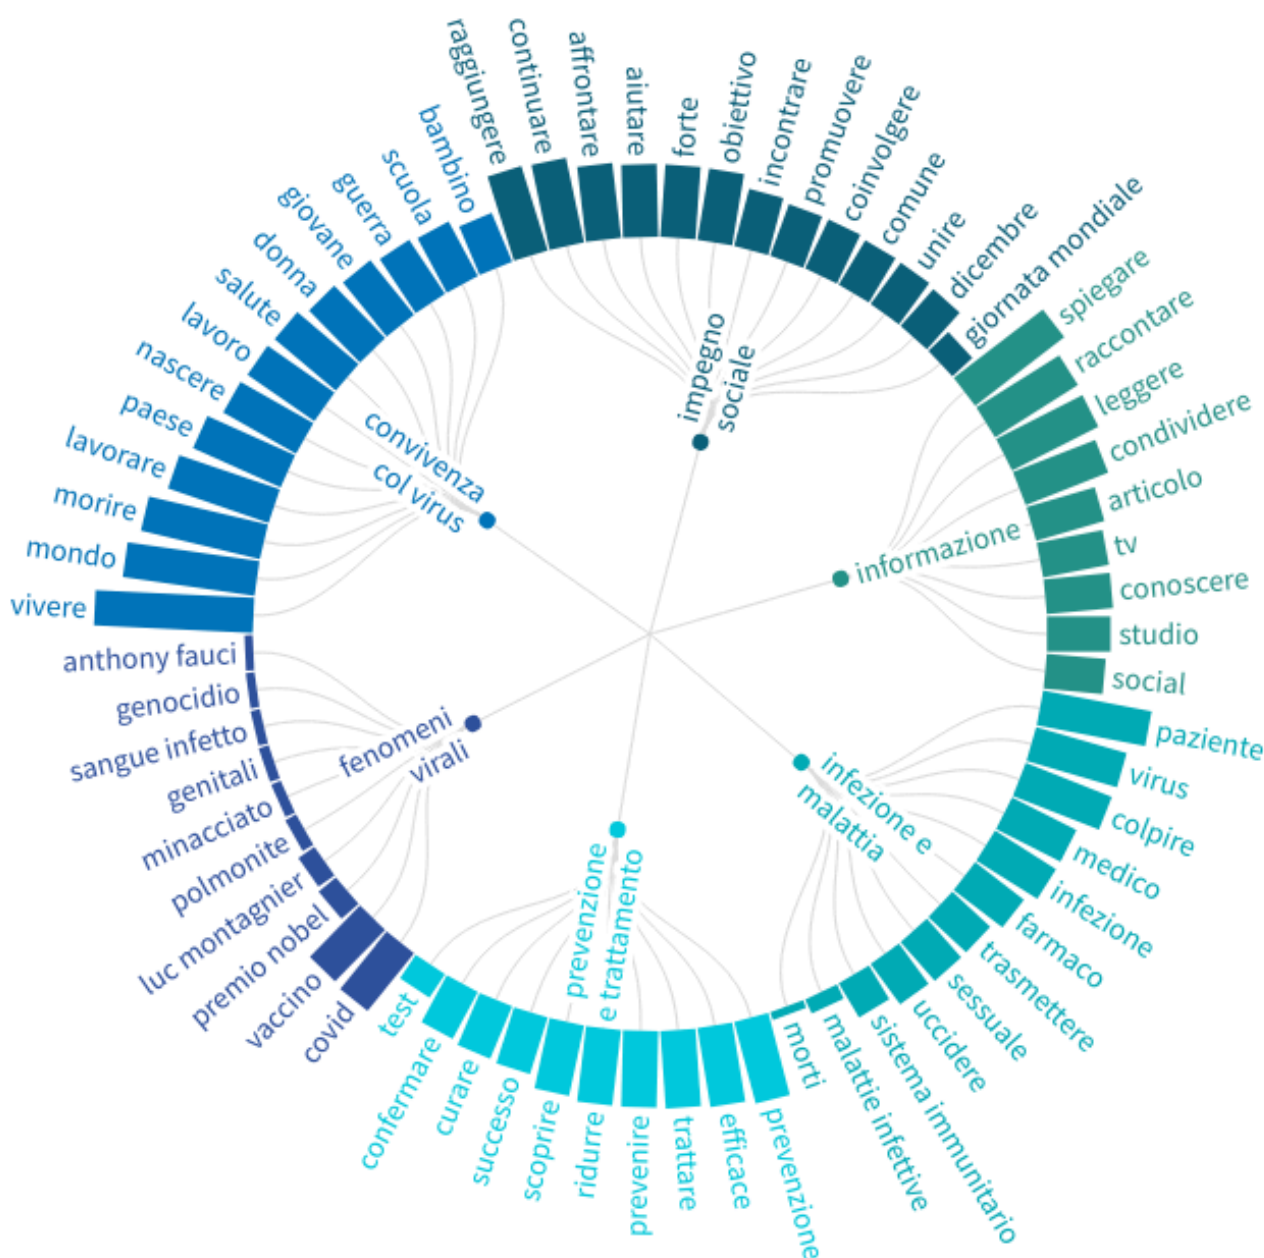 raggiungere
continuare
affrontare
aiutare
forte
obiettivo
incontrare
promuovere
coinvolgere
comune
unire
dicembre
giornata mondiale
spiegare
raccontare
leggere
condividere
articolo
tv
conoscere
studio
social
paziente
virus
colpire
medico
infezione
farmaco
trasmettere
sessuale
uccidere
sistema immunitario
malattie infettive
morti
prevenzione
efficace
trattare
prevenire
ridurre
scoprire
successo
curare
confermare
test
covid
vaccino
premio nobel
luc montagnier
polmonite
minacciato
genitali
sangue infetto
genocidio
anthony fauci
vivere
mondo
morire
lavorare
paese
nascere
lavoro
salute
donna
giovane
guerra
scuola
bambino
impegno
sociale
informazione
infezione e
malattia
prevenzione
e trattamento
fenomeni
virali
convivenza
col virus